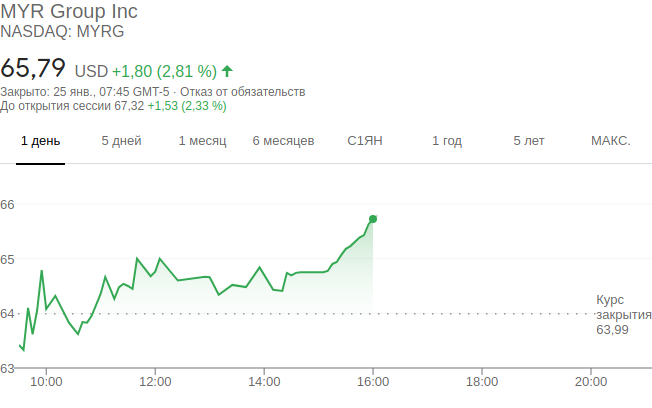 MYR Group Inc
NASDAQ: MYRG
65,79 USD +1,80 (2,81 %)
Закрыто: 25 янв., 07:45 GMT-5 · Отказ от обязательств
До открытия сессии 67,32 +1,53 (2,33 %)
1 день 5 дней 1 месяц 6 месяцев С1ЯН 1 год 5 лет МАКС.
66
65
64
Курс
закрытия
63,99
63
10:00 12:00 14:00 16:00 18:00 20:00